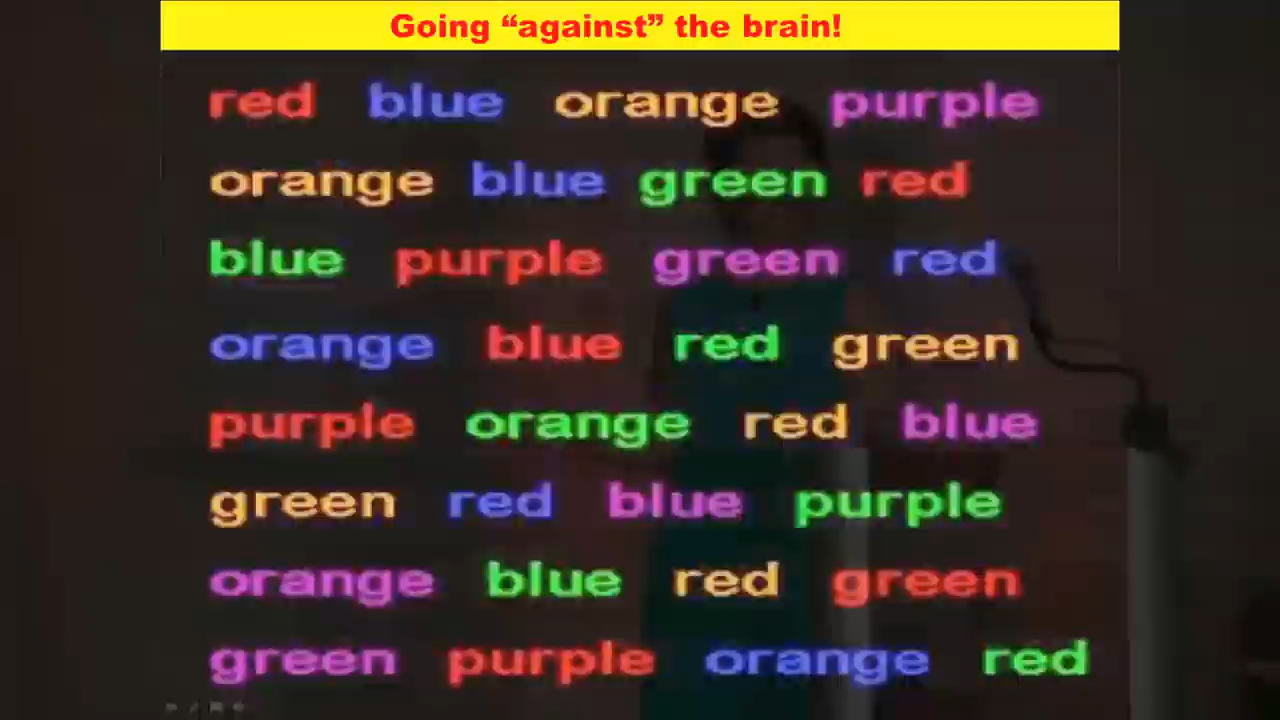 Going “against” the brain!
red blue orange purple
orange blue green red
blue purple green red
orange blue red green
purple orange red blue
green red blue purple
orange blue red green
green purple orange red